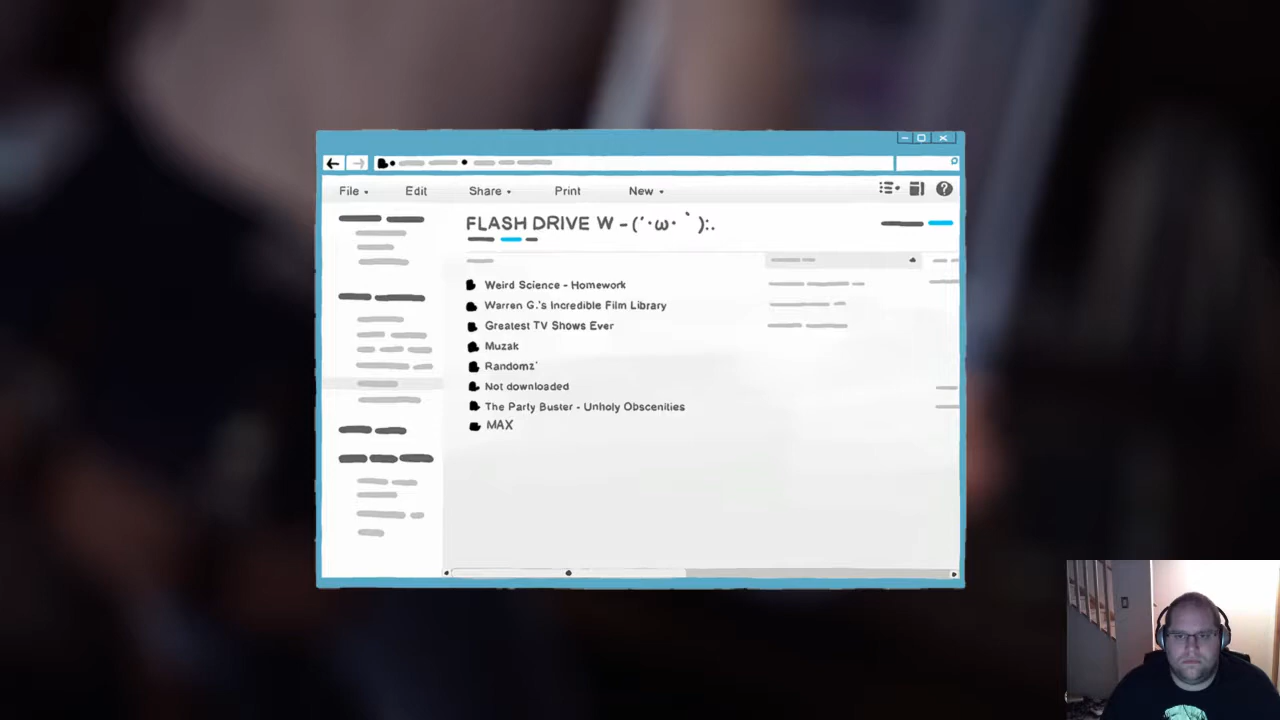 File
Edit
Share
Print
New
FLASH DRIVE W -(´･ω･`):.
Weird Science - Homework
Warren G.'s Incredible Film Library
Greatest TV Shows Ever
Muzak
Randomz'
Not downloaded
The Party Buster - Unholy Obscenities
MAX